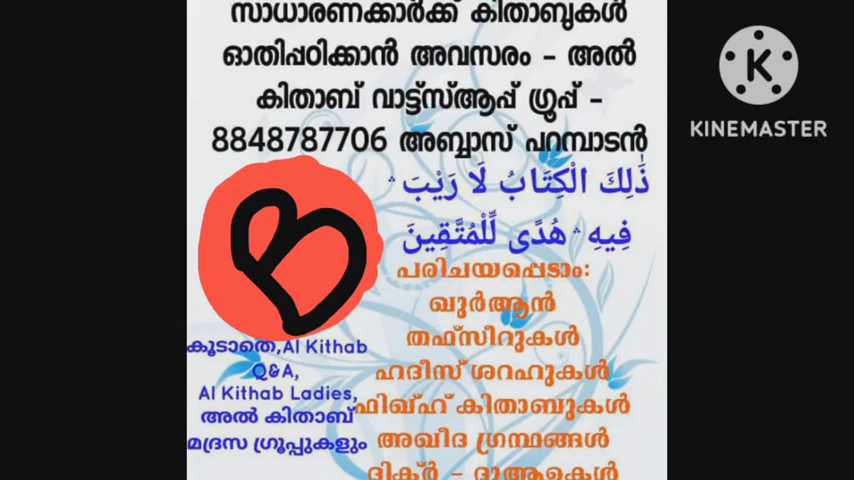 സാധാരണക്കാർക്ക് കിതാബുകൾ
ഓതിപ്പഠിക്കാൻ അവസരം - അൽ
കിതാബ് വാട്ട്സ്ആപ്പ് ഗ്രൂപ്പ് -
8848787706 അബ്ബാസ് പറമ്പാടൻ
ذَٰلِكَ الْكِتَابُ لَا رَيْبَ ۛ
فِيهِ ۛ هُدًى لِّلْمُتَّقِينَ
പരിചയപ്പെടാം:
ഖുർആൻ
തഫ്സീറുകൾ
ഹദീസ് ശറഹുകൾ
ഫിഖ്ഹ് കിതാബുകൾ
അഖീദ ഗ്രന്ഥങ്ങൾ
ദിക്ർ - ദുആളകൾ
B
കൂടാതെ,Al Kithab
Q&A,
Al Kithab Ladies,
അൽ കിതാബ്
മദ്രസ ഗ്രൂപ്പുകളും
K
KINEMASTER